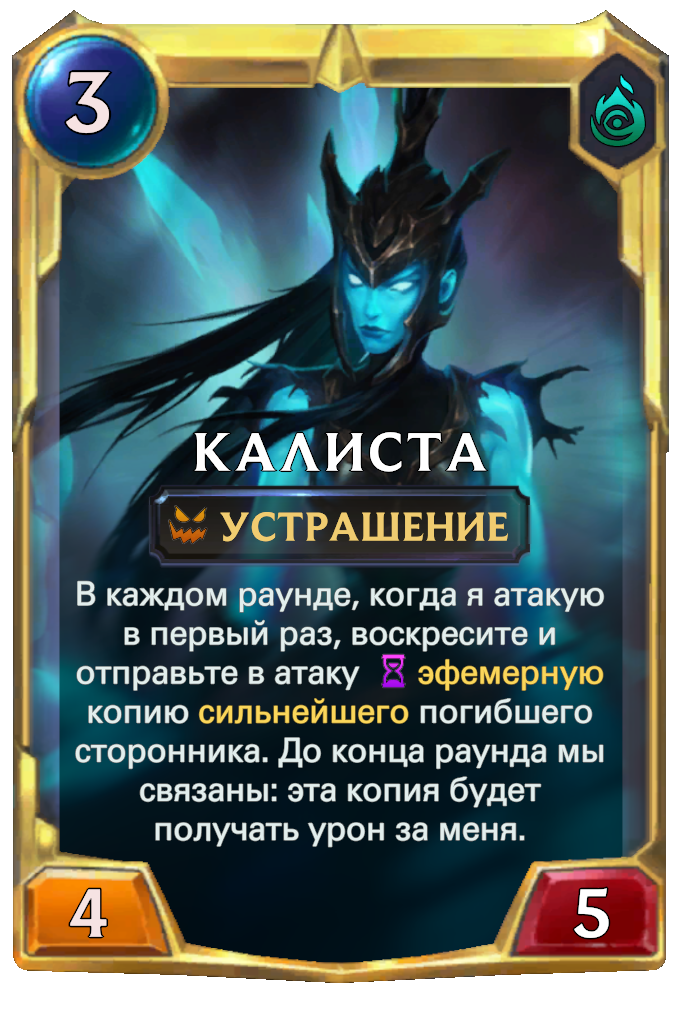 3
КАЛИСТА
УСТРАШЕНИЕ
В каждом раунде, когда я атакую
в первый раз, воскресите и
отправьте в атаку эфемерную
копию сильнейшего погибшего
сторонника. До конца раунда мы
связаны: эта копия будет
получать урон за меня.
4 5